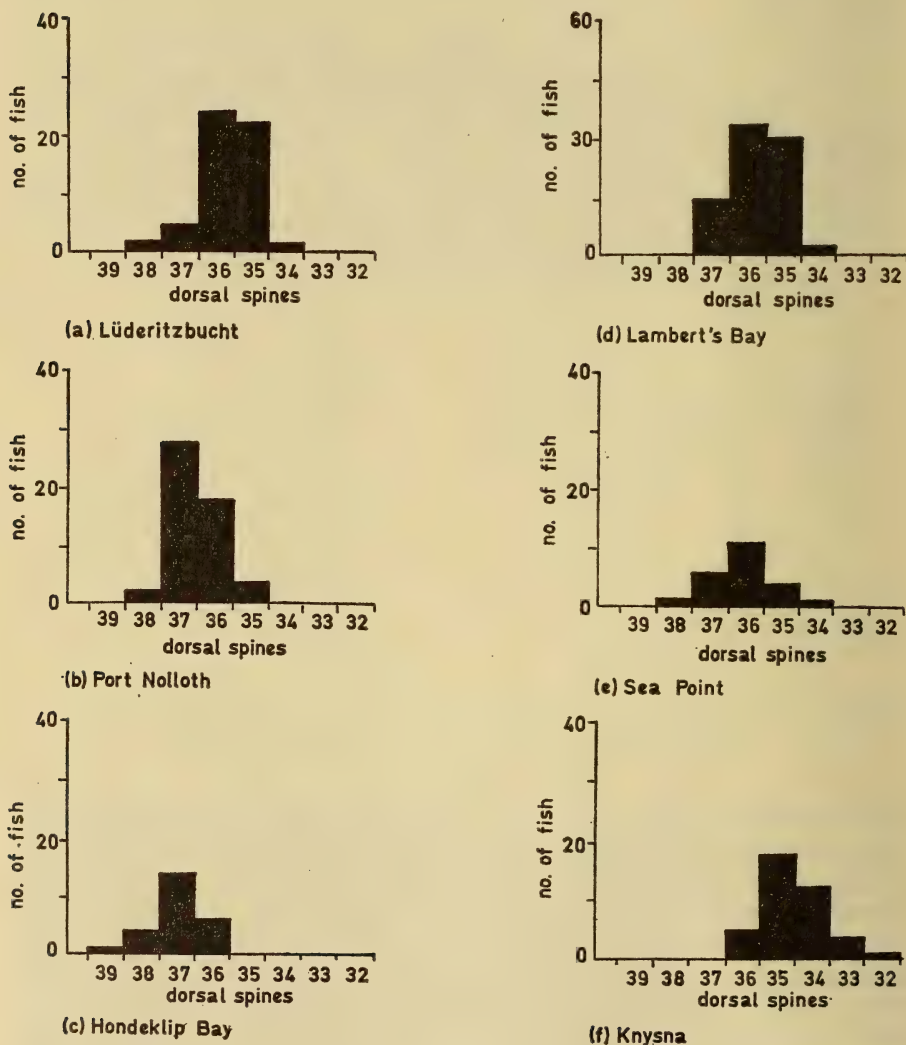 40
20
0
no. of fish
39 38 37 36 35 34 33 32
dorsal spines
(a) Lüderitzbucht
40
20
0
no. of fish
39 38 37 36 35 34 33 32
dorsal spines
(b) Port Nolloth
40
20
0
no. of fish
39 38 37 36 35 34 33 32
dorsal spines
(c) Hondeklip Bay
60
30
0
no. of fish
39 38 37 36 35 34 33 32
dorsal spines
(d) Lambert's Bay
40
20
0
no. of fish
39 38 37 36 35 34 33 32
dorsal spines
(e) Sea Point
40
20
0
no. of fish
39 38 37 36 35 34 33 32
dorsal spines
(f) Knysna